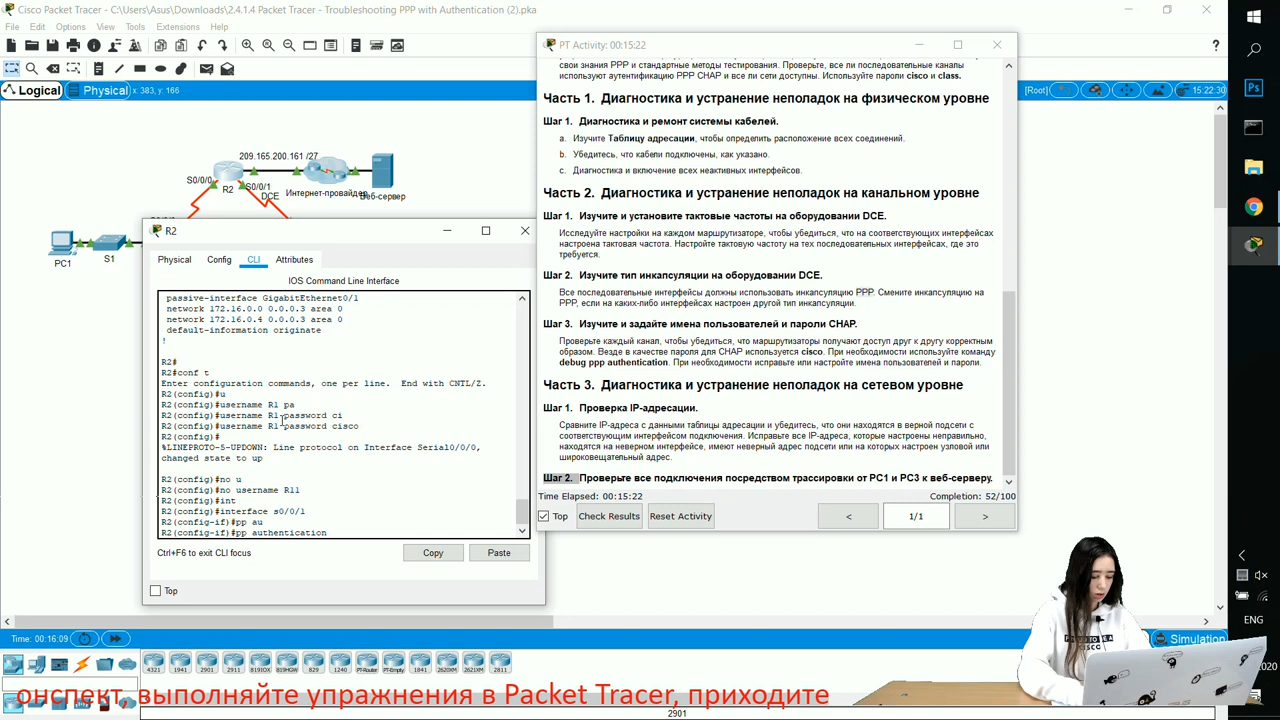 Cisco Packet Tracer - C:\Users\Asus\Downloads\2.4.1.4 Packet Tracer - Troubleshooting PPP with Authentication (2).pka
File Edit Options View Tools Extensions Help
Logical Physical x: 383, y: 166
[Root] 15:22:30
209.165.200.161 /27
S0/0/0
R2
S0/0/1
DCE
Интернет-провайдер
Веб-сервер
PC1
S1
PT Activity: 00:15:22
свои знания PPP и стандартные методы тестирования. Проверьте, все ли последовательные каналы
используют аутентификацию PPP CHAP и все ли сети доступны. Используйте пароли cisco и class.
Часть 1. Диагностика и устранение неполадок на физическом уровне
Шаг 1. Диагностика и ремонт системы кабелей.
a. Изучите Таблицу адресации, чтобы определить расположение всех соединений.
b. Убедитесь, что кабели подключены, как указано.
c. Диагностика и включение всех неактивных интерфейсов.
Часть 2. Диагностика и устранение неполадок на канальном уровне
Шаг 1. Изучите и установите тактовые частоты на оборудовании DCE.
Исследуйте настройки на каждом маршрутизаторе, чтобы убедиться, что на соответствующих интерфейсах
настроена тактовая частота. Настройте тактовую частоту на тех последовательных интерфейсах, где это
требуется.
Шаг 2. Изучите тип инкапсуляции на оборудовании DCE.
Все последовательные интерфейсы должны использовать инкапсуляцию PPP. Смените инкапсуляцию на
PPP, если на каких-либо интерфейсах настроен другой тип инкапсуляции.
Шаг 3. Изучите и задайте имена пользователей и пароли CHAP.
Проверьте каждый канал, чтобы убедиться, что маршрутизаторы получают доступ друг к другу корректным
образом. Везде в качестве пароля для CHAP используется cisco. При необходимости используйте команду
debug ppp authentication. При необходимости исправьте или настройте имена пользователей и пароли.
Часть 3. Диагностика и устранение неполадок на сетевом уровне
Шаг 1. Проверка IP-адресации.
Сравните IP-адреса с данными таблицы адресации и убедитесь, что они находятся в верной подсети с
соответствующим интерфейсом подключения. Исправьте все IP-адреса, которые настроены неправильно,
находятся на неверном интерфейсе, имеют неверный адрес подсети или на которых настроен узловой или
широковещательный адрес.
Шаг 2. Проверьте все подключения посредством трассировки от PC1 и PC3 к веб-серверу.
Time Elapsed: 00:15:22 Completion: 52/100
Top Check Results Reset Activity < 1/1 >
R2
Physical Config CLI Attributes
IOS Command Line Interface
passive-interface GigabitEthernet0/1
network 172.16.0.0 0.0.0.3 area 0
network 172.16.0.4 0.0.0.3 area 0
default-information originate
!
R2#
R2#conf t
Enter configuration commands, one per line. End with CNTL/Z.
R2(config)#u
R2(config)#username R1 pa
R2(config)#username R1 password ci
R2(config)#username R1 password cisco
R2(config)#
%LINEPROTO-5-UPDOWN: Line protocol on Interface Serial0/0/0,
changed state to up
R2(config)#no u
R2(config)#no username R11
R2(config)#int
R2(config)#interface s0/0/1
R2(config-if)#pp au
R2(config-if)#pp authentication
Ctrl+F6 to exit CLI focus
Copy Paste
Top
Time: 00:16:09
Simulation
4321 1941 2901 2911 819IOX 819HGW 829 1240 PT-Router PT-Empty 1841 2620XM 2621XM 2811
онспект, выполняйте упражнения в Packet Tracer, приходите
2901
ENG